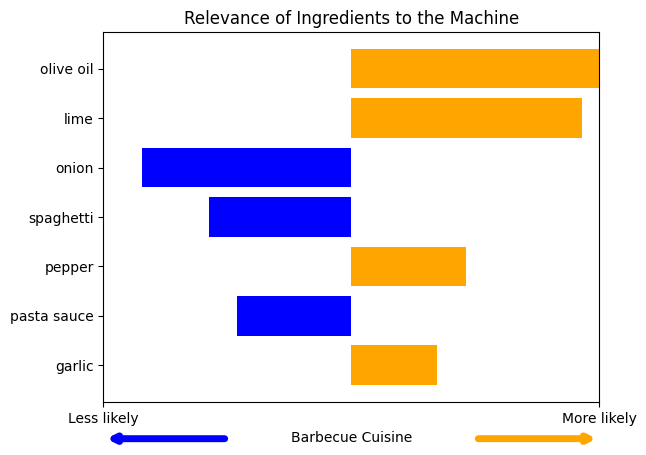 Relevance of Ingredients to the Machine
olive oil
lime
onion
spaghetti
pepper
pasta sauce
garlic
Less likely
More likely
Barbecue Cuisine